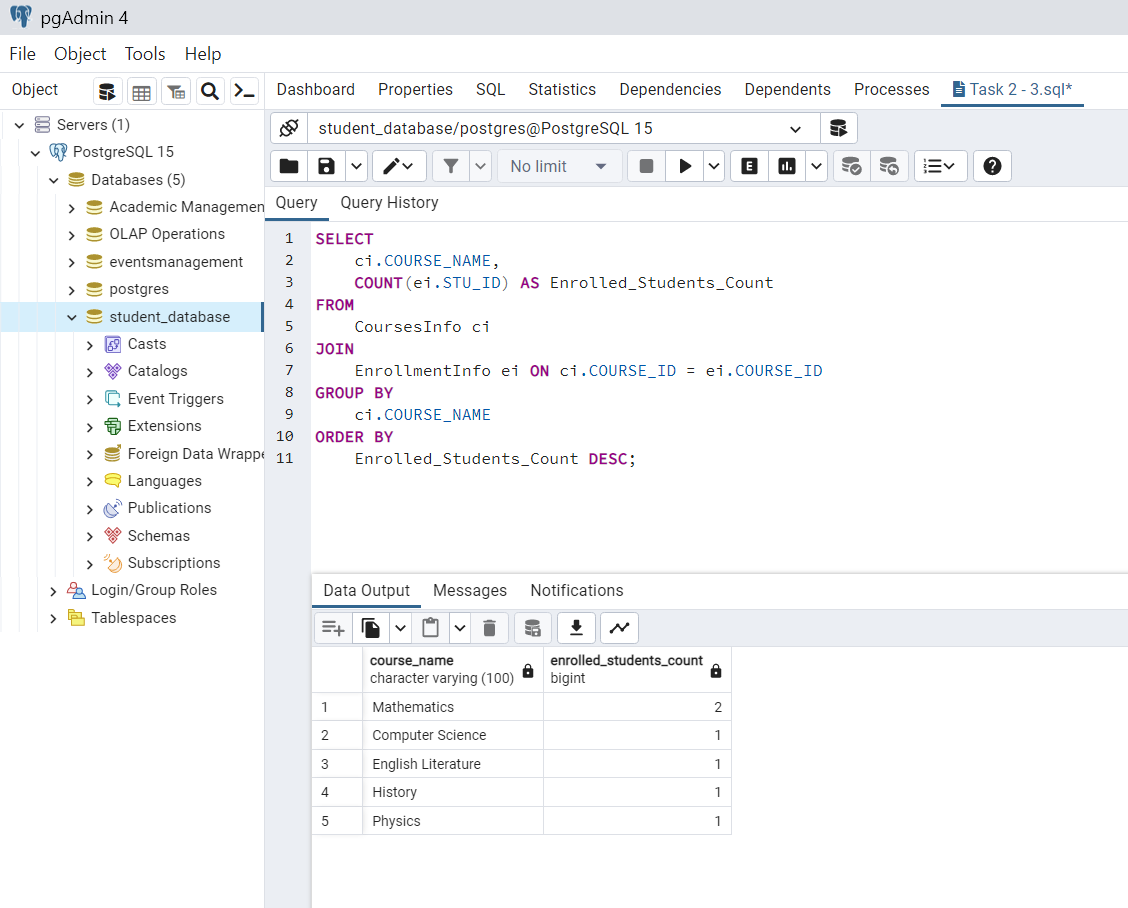 pgAdmin 4
File Object Tools Help
Object
Dashboard Properties SQL Statistics Dependencies Dependents Processes Task 2 - 3.sql*
Servers (1)
PostgreSQL 15
Databases (5)
Academic Managemen
OLAP Operations
eventsmanagement
postgres
student_database
Casts
Catalogs
Event Triggers
Extensions
Foreign Data Wrappe
Languages
Publications
Schemas
Subscriptions
Login/Group Roles
Tablespaces
student_database/postgres@PostgreSQL 15
No limit E
Query Query History
1 SELECT
2 ci.COURSE_NAME,
3 COUNT(ei.STU_ID) AS Enrolled_Students_Count
4 FROM
5 CoursesInfo ci
6 JOIN
7 EnrollmentInfo ei ON ci.COURSE_ID = ei.COURSE_ID
8 GROUP BY
9 ci.COURSE_NAME
10 ORDER BY
11 Enrolled_Students_Count DESC;
Data Output Messages Notifications
course_name enrolled_students_count
character varying (100) bigint
1 Mathematics 2
2 Computer Science 1
3 English Literature 1
4 History 1
5 Physics 1